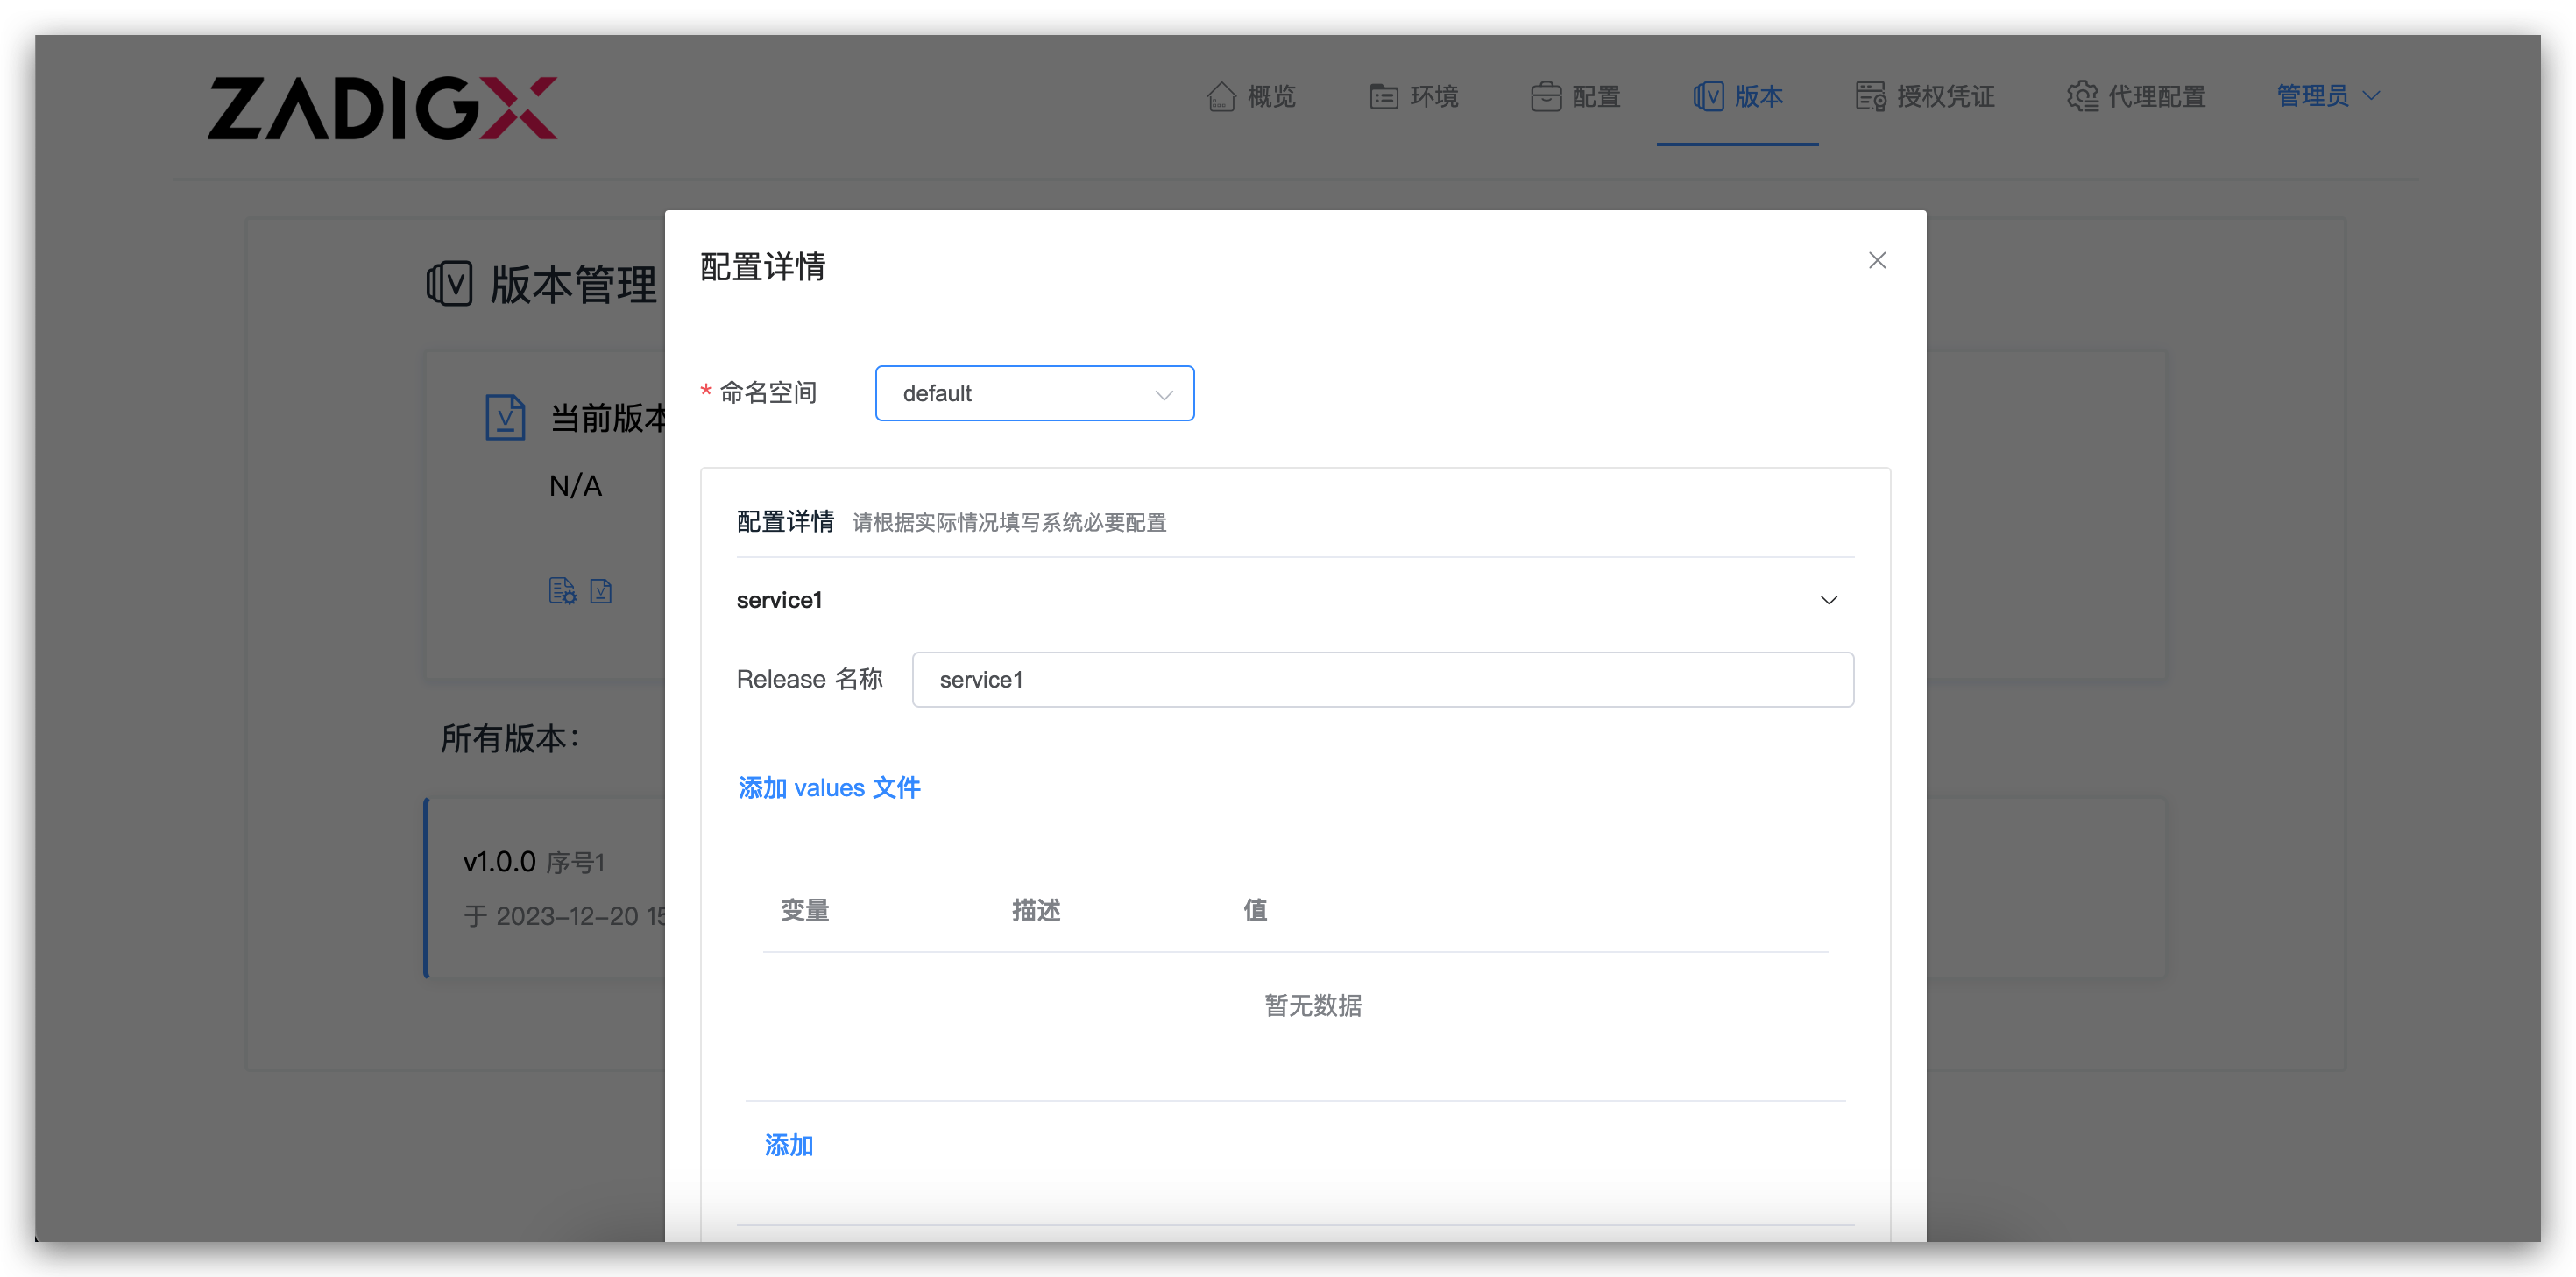 ZADIGX
概览
环境
配置
版本
授权凭证
代理配置
管理员
版本管理
当前版本
N/A
所有版本:
v1.0.0 序号1
于 2023-12-20 15
配置详情
* 命名空间
default
配置详情 请根据实际情况填写系统必要配置
service1
Release 名称
service1
添加 values 文件
变量 描述 值
暂无数据
添加